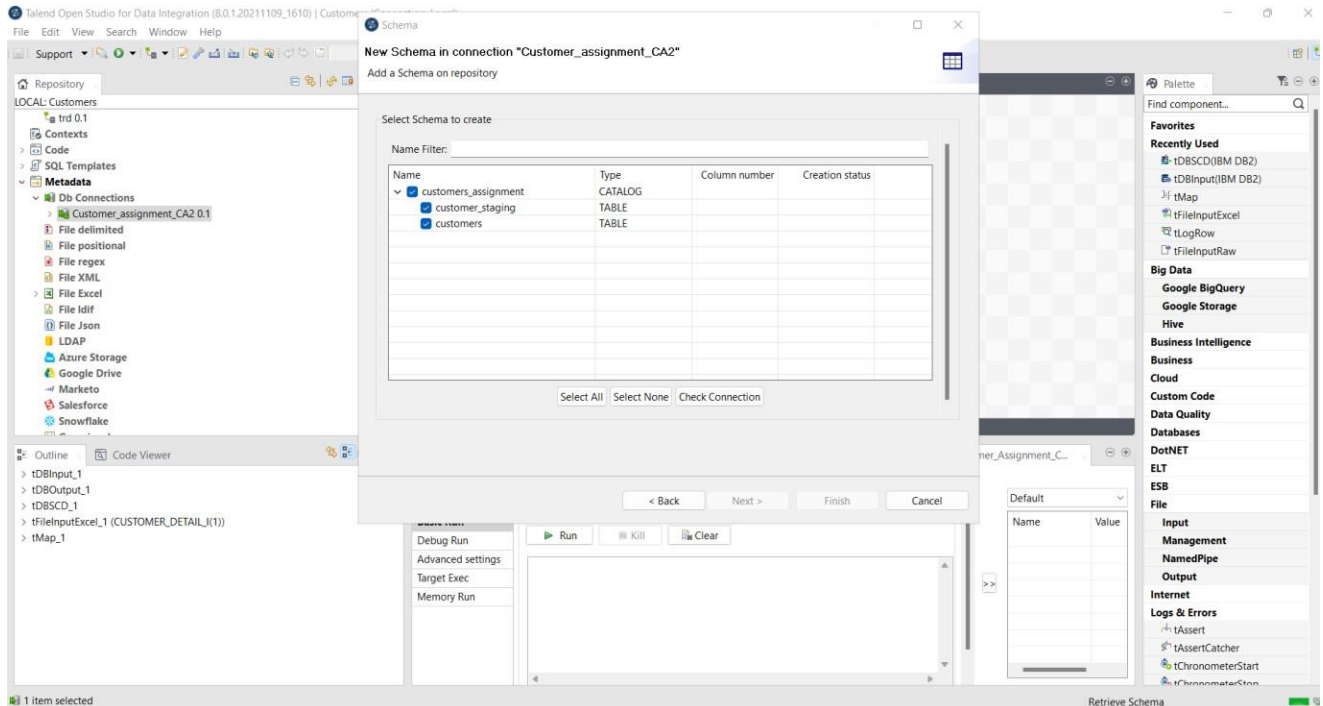 Talend Open Studio for Data Integration (8.0.1.20211109_1610) | Custome
File Edit View Search Window Help
Support
Repository
LOCAL: Customers
trd 0.1
Contexts
Code
SQL Templates
Metadata
Db Connections
Customer_assignment_CA2 0.1
File delimited
File positional
File regex
File XML
File Excel
File ldif
File Json
LDAP
Azure Storage
Google Drive
Marketo
Salesforce
Snowflake
Outline Code Viewer
tDBInput_1
tDBOutput_1
tDBSCD_1
tFileInputExcel_1 (CUSTOMER_DETAIL_I(1))
tMap_1
1 item selected
Schema
New Schema in connection "Customer_assignment_CA2"
Add a Schema on repository
Select Schema to create
Name Filter:
Name Type Column number Creation status
customers_assignment CATALOG
customer_staging TABLE
customers TABLE
Select All Select None Check Connection
< Back Next > Finish Cancel
Basic Run
Debug Run
Advanced settings
Target Exec
Memory Run
Run Kill Clear
mer_Assignment_C...
Default
Name Value
>>
Palette
Find component...
Favorites
Recently Used
tDBSCD(IBM DB2)
tDBInput(IBM DB2)
tMap
tFileInputExcel
tLogRow
tFileInputRaw
Big Data
Google BigQuery
Google Storage
Hive
Business Intelligence
Business
Cloud
Custom Code
Data Quality
Databases
DotNET
ELT
ESB
File
Input
Management
NamedPipe
Output
Internet
Logs & Errors
tAssert
tAssertCatcher
tChronometerStart
tChronometerStop
Retrieve Schema